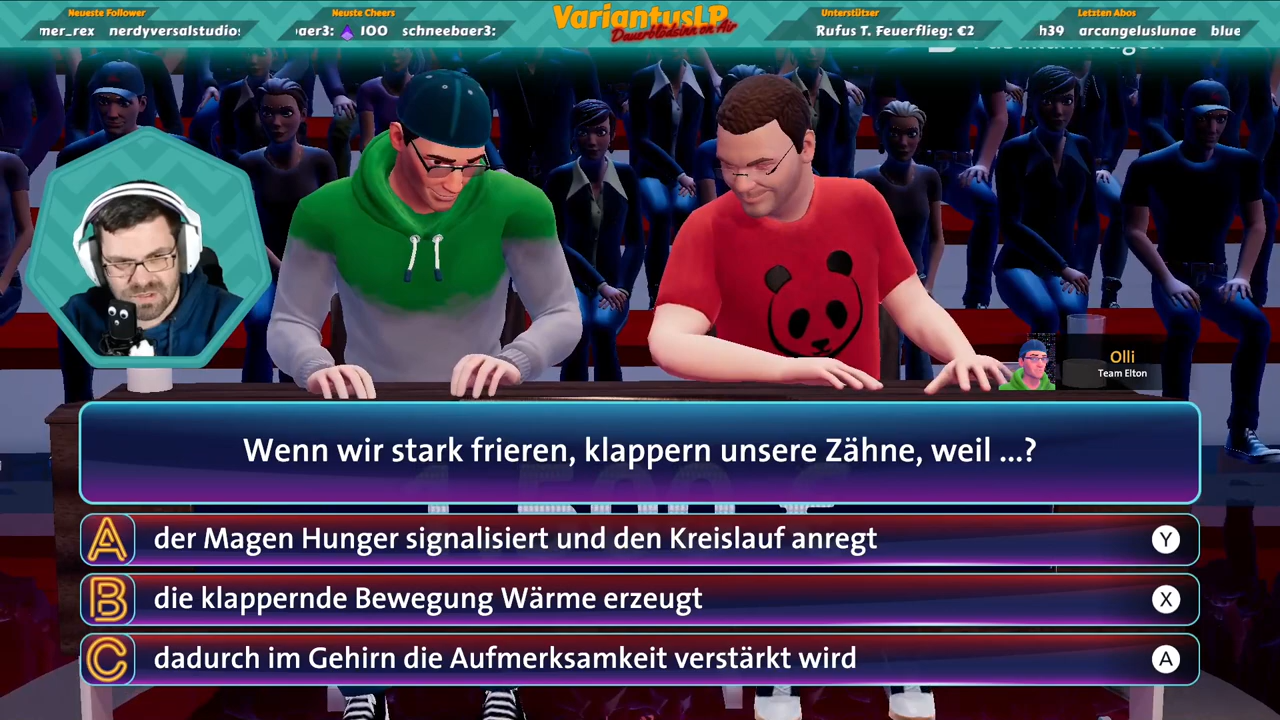 Neueste Follower
mer_rex nerdyversalstudios
Neuste Cheers
baer3: 100 schneebaer3:
VariantusLP
Dauerblödsinn on Air
Unterstützer
Rufus T. Feuerflieg: €2
Letzten Abos
h39 arcangeluslunae blue
Olli
Team Elton
Wenn wir stark frieren, klappern unsere Zähne, weil ...?
A der Magen Hunger signalisiert und den Kreislauf anregt Y
B die klappernde Bewegung Wärme erzeugt X
C dadurch im Gehirn die Aufmerksamkeit verstärkt wird A